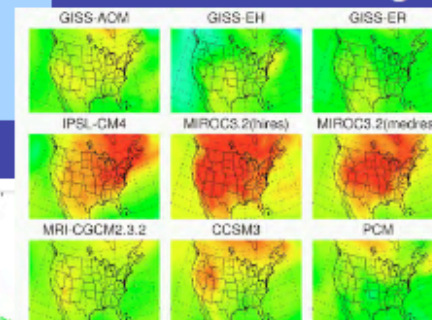 GISS-AOM GISS-EH GISS-ER
IPSL-CM4 MIROC3.2(hires) MIROC3.2(medres
MRI-CGCM2.3.2 CCSM3 PCM